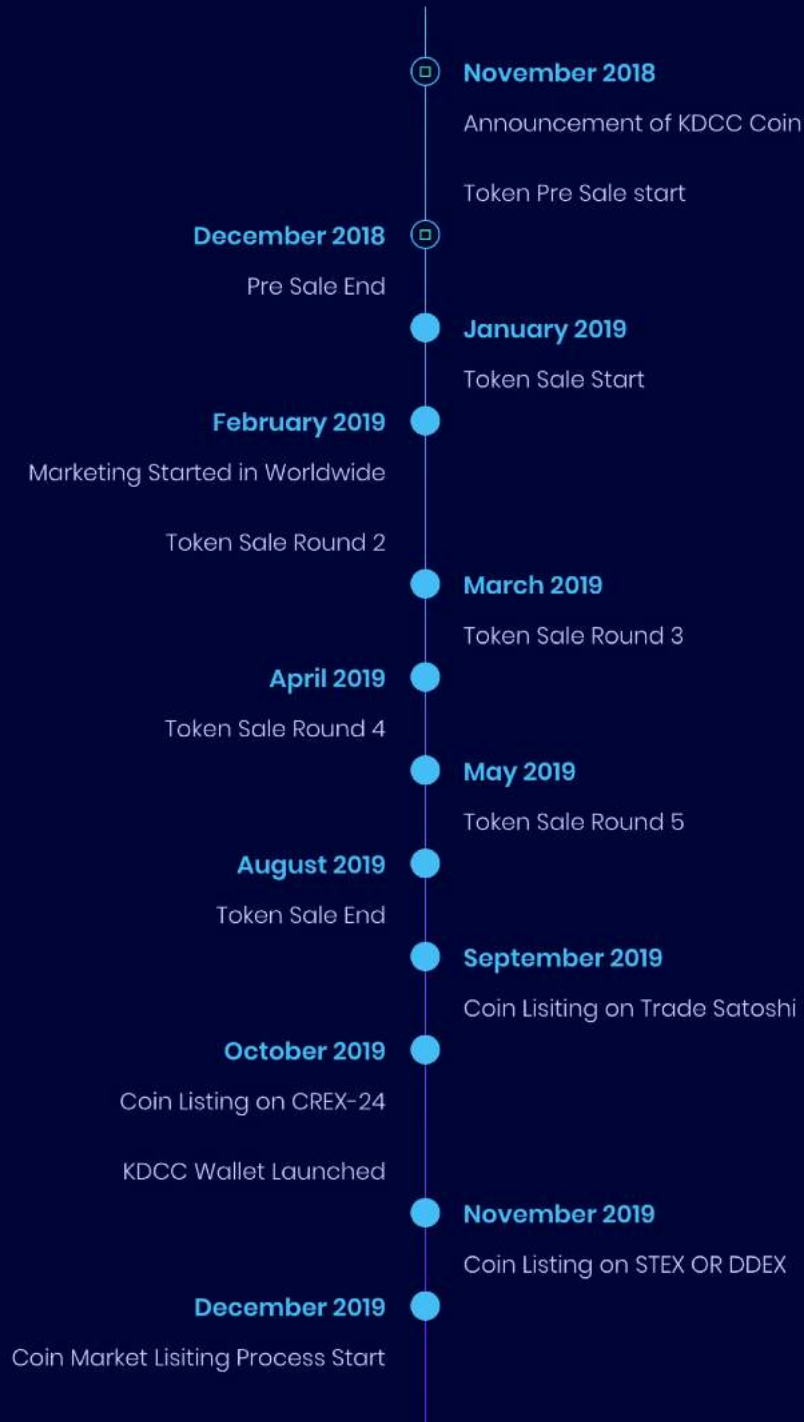 November 2018
Announcement of KDCC Coin
Token Pre Sale start
December 2018
Pre Sale End
January 2019
Token Sale Start
February 2019
Marketing Started in Worldwide
Token Sale Round 2
March 2019
Token Sale Round 3
April 2019
Token Sale Round 4
May 2019
Token Sale Round 5
August 2019
Token Sale End
September 2019
Coin Lisiting on Trade Satoshi
October 2019
Coin Listing on CREX-24
KDCC Wallet Launched
November 2019
Coin Listing on STEX OR DDEX
December 2019
Coin Market Lisiting Process Start